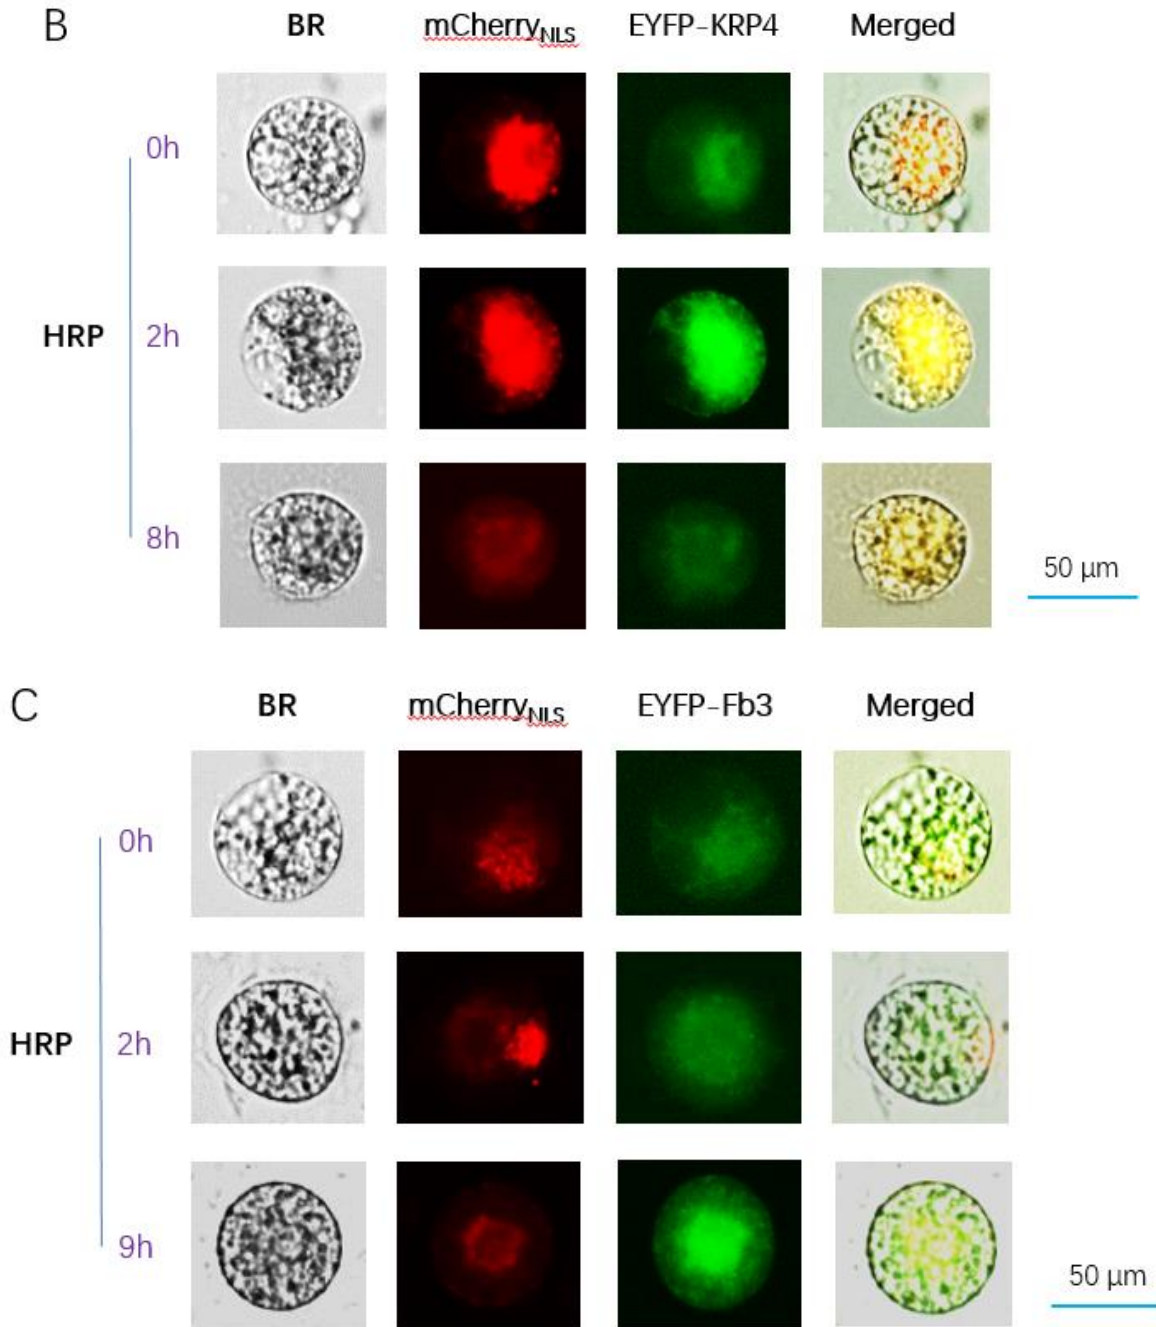 B BR mCherryNLS EYFP-KRP4 Merged
0h
HRP 2h
8h
50 μm
C BR mCherryNLS EYFP-Fb3 Merged
0h
HRP 2h
9h
50 μm